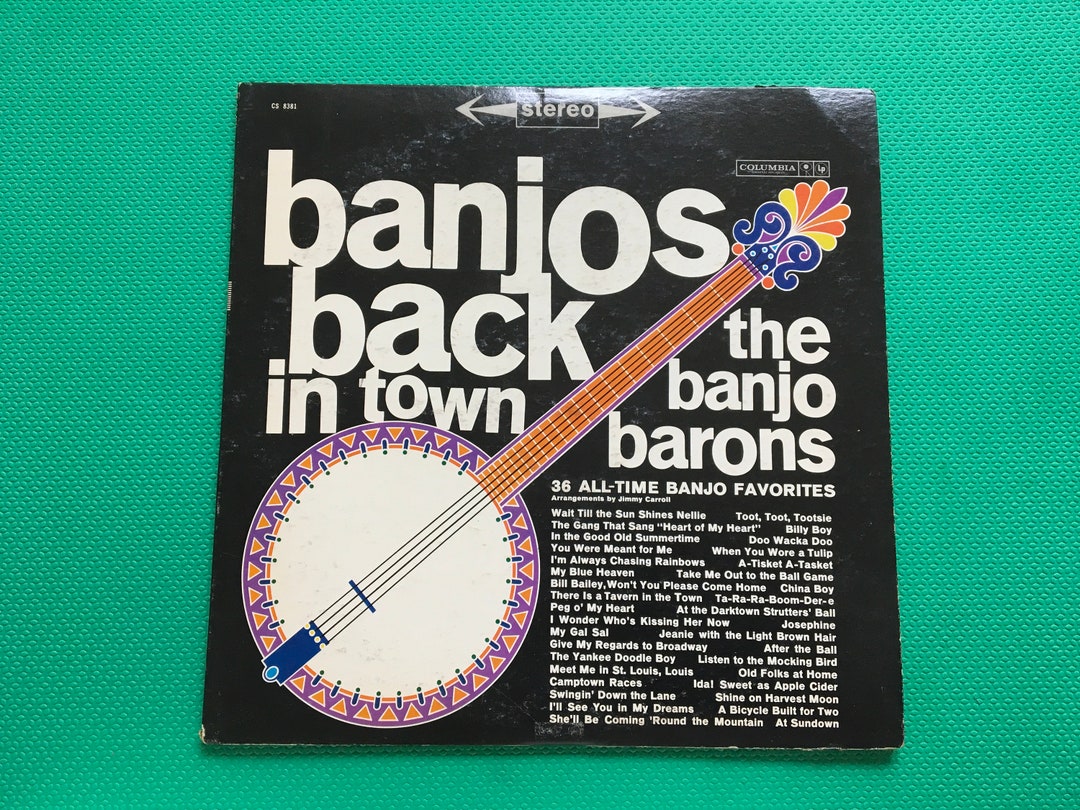 CS 8381
stereo
COLUMBIA
Lp
banjos
back
in town
the
banjo
barons
36 ALL-TIME BANJO FAVORITES
Arrangements by Jimmy Carroll
Wait Till the Sun Shines Nellie Toot, Toot, Tootsie
The Gang That Sang "Heart of My Heart" Billy Boy
In the Good Old Summertime Doo Wacka Doo
You Were Meant for Me When You Wore a Tulip
I'm Always Chasing Rainbows A-Tisket A-Tasket
My Blue Heaven Take Me Out to the Ball Game
Bill Bailey, Won't You Please Come Home China Boy
There Is a Tavern in the Town Ta-Ra-Ra-Boom-Der-e
Peg o' My Heart At the Darktown Strutters' Ball
I Wonder Who's Kissing Her Now Josephine
My Gal Sal Jeanie with the Light Brown Hair
Give My Regards to Broadway After the Ball
The Yankee Doodle Boy Listen to the Mocking Bird
Meet Me in St. Louis, Louis Old Folks at Home
Camptown Races Ida! Sweet as Apple Cider
Swingin' Down the Lane Shine on Harvest Moon
I'll See You in My Dreams A Bicycle Built for Two
She'll Be Coming 'Round the Mountain At Sundown